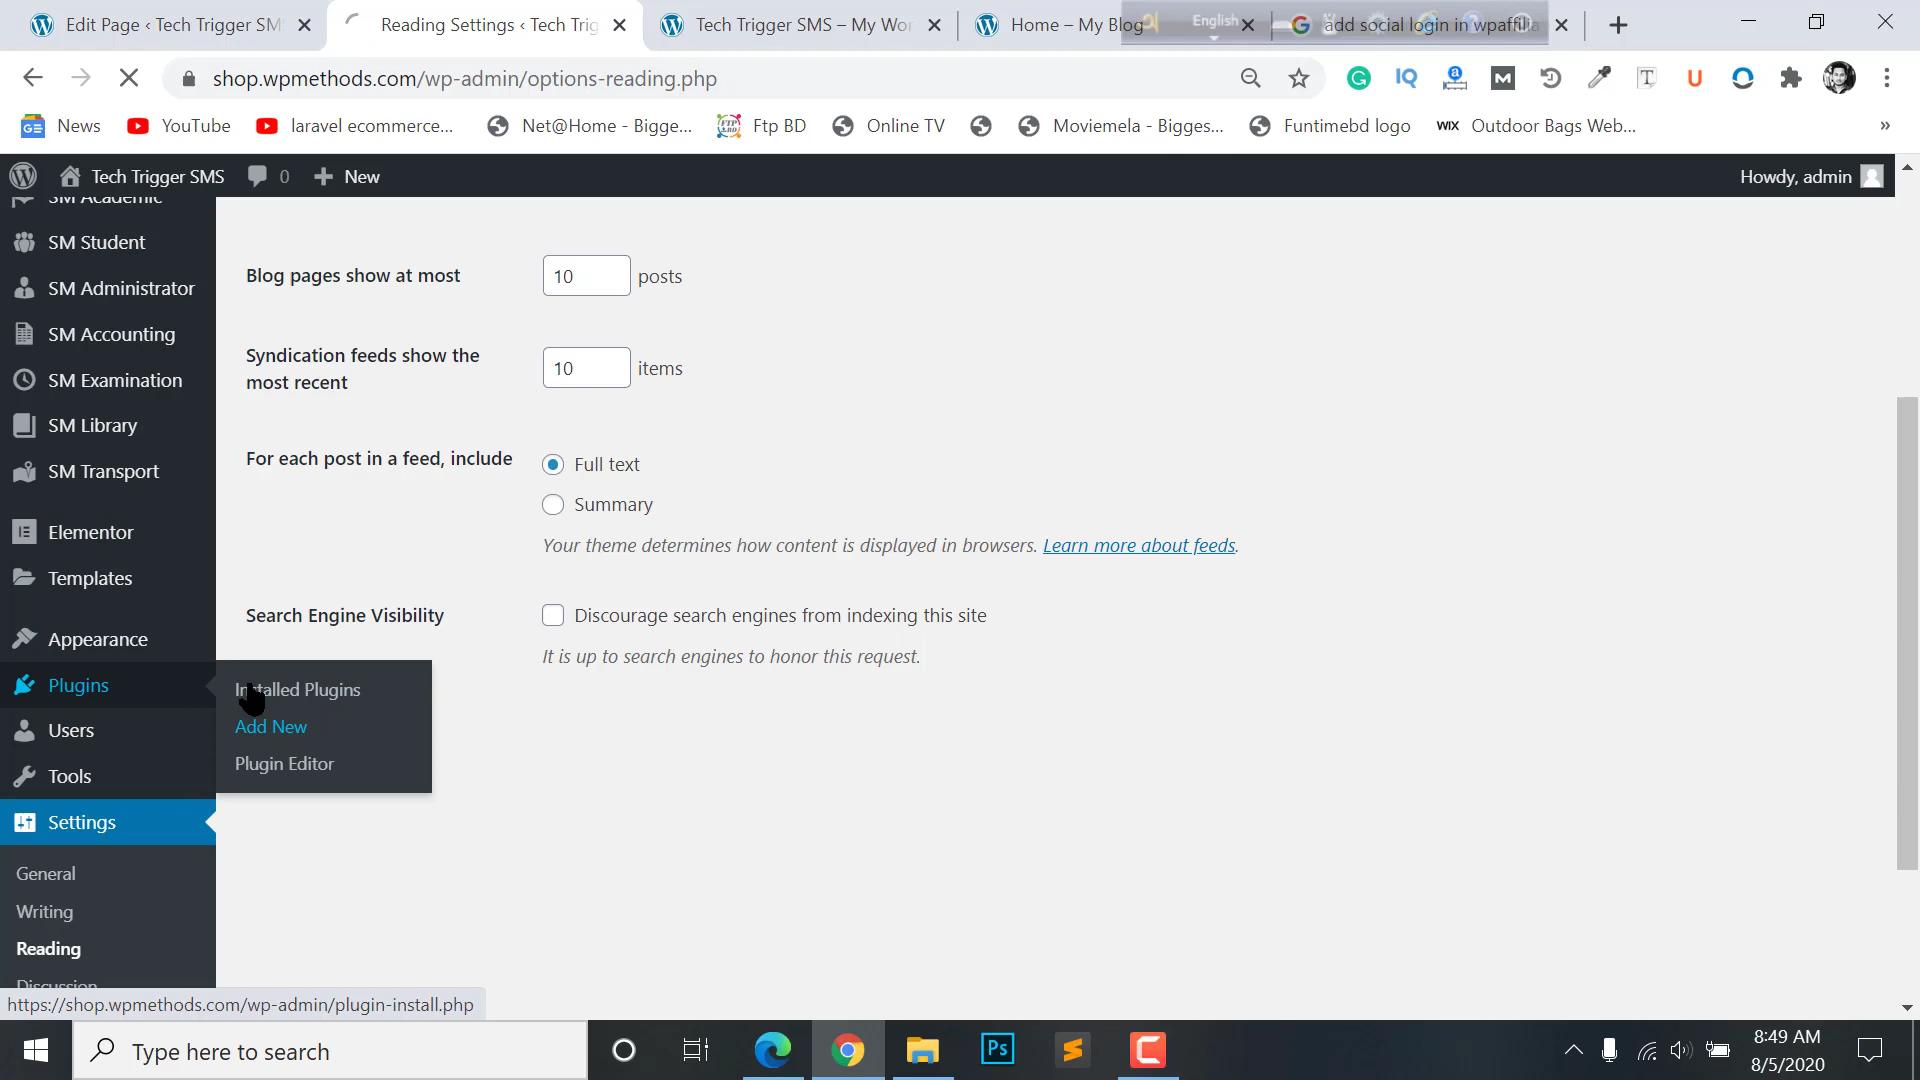 Edit Page ‹ Tech Trigger SM
Reading Settings ‹ Tech Trig
Tech Trigger SMS – My Wor
Home – My Blog
English
add social login in wpaffilia
shop.wpmethods.com/wp-admin/options-reading.php
News
YouTube
laravel ecommerce...
Net@Home - Bigge...
Ftp BD
Online TV
Moviemela - Bigges...
Funtimebd logo
WIX
Outdoor Bags Web...
»
Tech Trigger SMS
0
New
Howdy, admin
SM Academic
SM Student
SM Administrator
SM Accounting
SM Examination
SM Library
SM Transport
Elementor
Templates
Appearance
Plugins
Users
Tools
Settings
General
Writing
Reading
Discussion
Installed Plugins
Add New
Plugin Editor
Blog pages show at most
10 posts
Syndication feeds show the
most recent
10 items
For each post in a feed, include
Full text
Summary
Your theme determines how content is displayed in browsers. Learn more about feeds.
Search Engine Visibility
Discourage search engines from indexing this site
It is up to search engines to honor this request.
https://shop.wpmethods.com/wp-admin/plugin-install.php
Type here to search
Ps
8:49 AM
8/5/2020